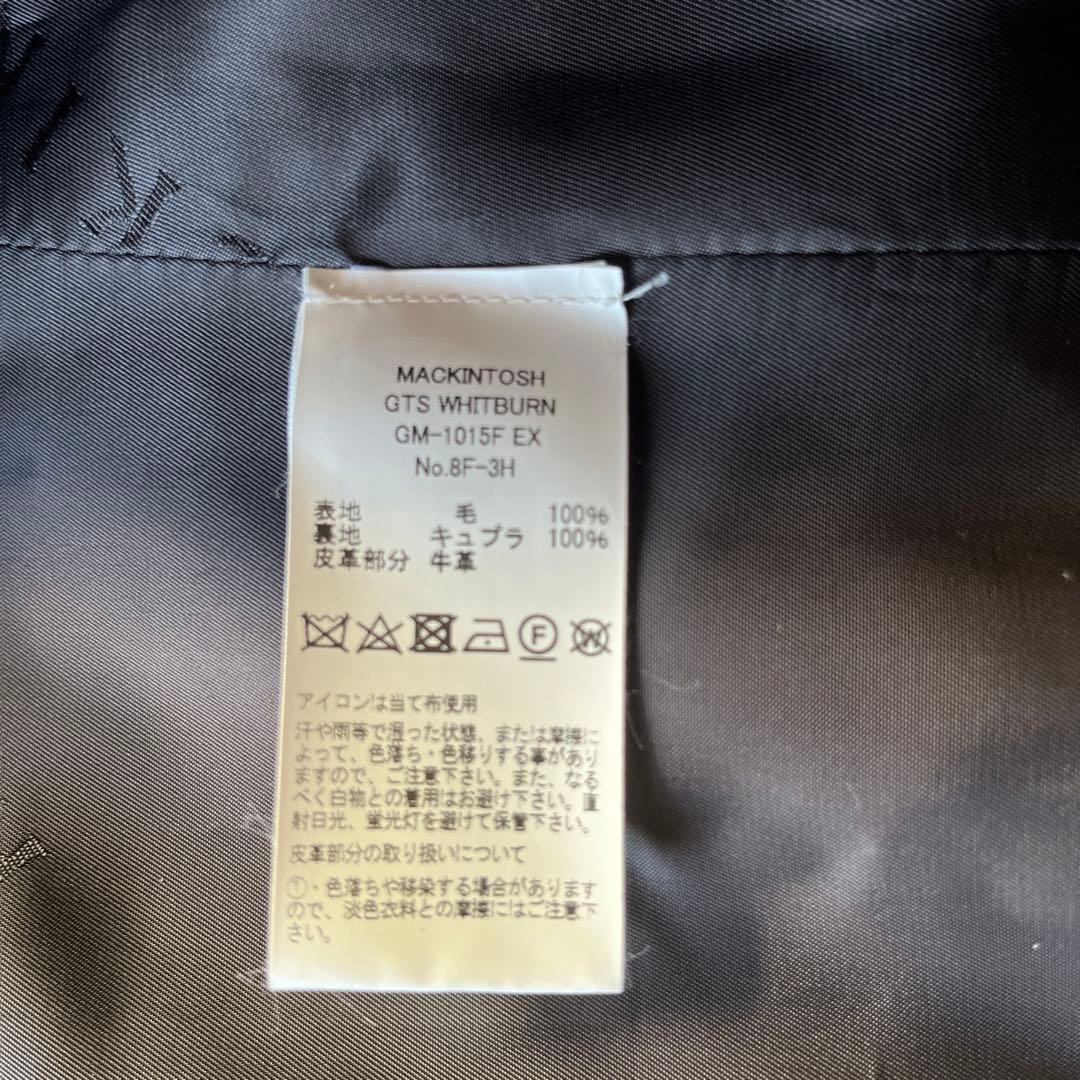 MACKINTOSH
GTS WHITBURN
GM-1015F EX
No.8F-3H
表地 毛 100%
裏地 キュプラ 100%
皮革部分 牛革
F
W
アイロンは当て布使用
汗や雨等で湿った状態、または摩擦に
よって、色落ち・色移りする事があり
ますので、ご注意下さい。また、なる
べく白物との着用はお避け下さい。直
射日光、蛍光灯を避けて保管下さい。
皮革部分の取り扱いについて
①・色落ちや移染する場合があります
ので、淡色衣料との摩擦にはご注意下
さい。